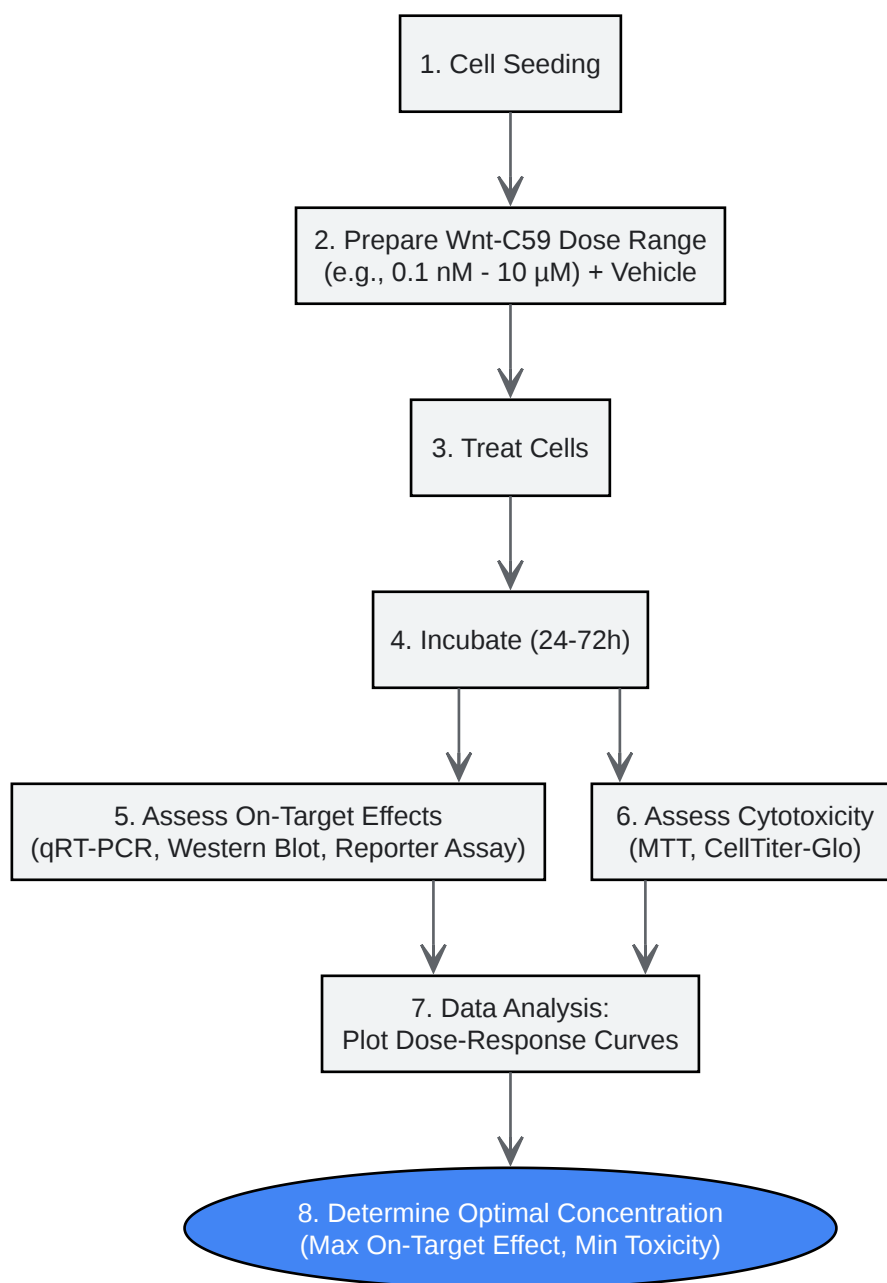 1. Cell Seeding
2. Prepare Wnt-C59 Dose Range
(e.g., 0.1 nM - 10 µM) + Vehicle
3. Treat Cells
4. Incubate (24-72h)
5. Assess On-Target Effects
(qRT-PCR, Western Blot, Reporter Assay)
6. Assess Cytotoxicity
(MTT, CellTiter-Glo)
7. Data Analysis:
Plot Dose-Response Curves
8. Determine Optimal Concentration
(Max On-Target Effect, Min Toxicity)